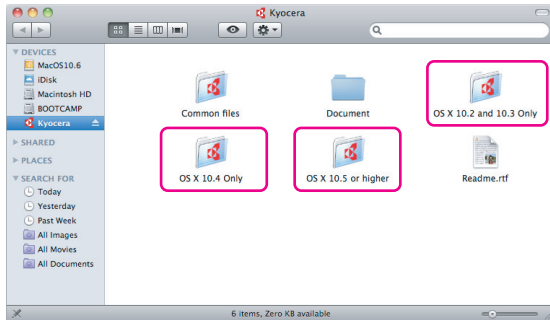 Kyocera
DEVICES
MacOS10.6
iDisk
Macintosh HD
BOOTCAMP
Kyocera
SHARED
PLACES
SEARCH FOR
Today
Yesterday
Past Week
All Images
All Movies
All Documents
Common files
Document
OS X 10.2 and 10.3 Only
OS X 10.4 Only
OS X 10.5 or higher
Readme.rtf
6 items, Zero KB available